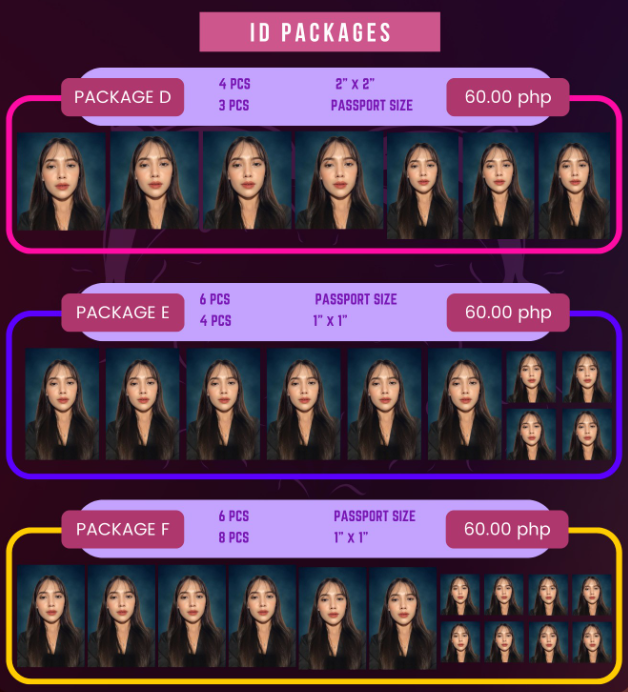 ID PACKAGES
PACKAGE D
4 PCS 2" X 2"
3 PCS PASSPORT SIZE
60.00 php
PACKAGE E
6 PCS PASSPORT SIZE
4 PCS 1" X 1"
60.00 php
PACKAGE F
6 PCS PASSPORT SIZE
8 PCS 1" X 1"
60.00 php